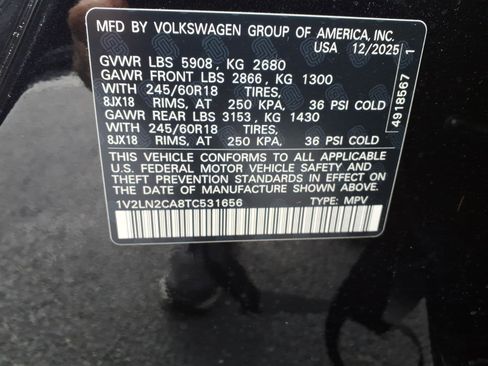 MFD BY VOLKSWAGEN GROUP OF AMERICA, INC.
USA 12/2025
GVWR LBS 5908, KG 2680
GAWR FRONT LBS 2866, KG 1300
WITH 245/60R18 TIRES,
8JX18 RIMS, AT 250 KPA, 36 PSI COLD
GAWR REAR LBS 3153, KG 1430
WITH 245/60R18 TIRES,
8JX18 RIMS, AT 250 KPA, 36 PSI COLD
THIS VEHICLE CONFORMS TO ALL APPLICABLE
U.S. FEDERAL MOTOR VEHICLE SAFETY AND
THEFT PREVENTION STANDARDS IN EFFECT ON THE
DATE OF MANUFACTURE SHOWN ABOVE.
1V2LN2CA8TC531656 TYPE: MPV
4918567 1